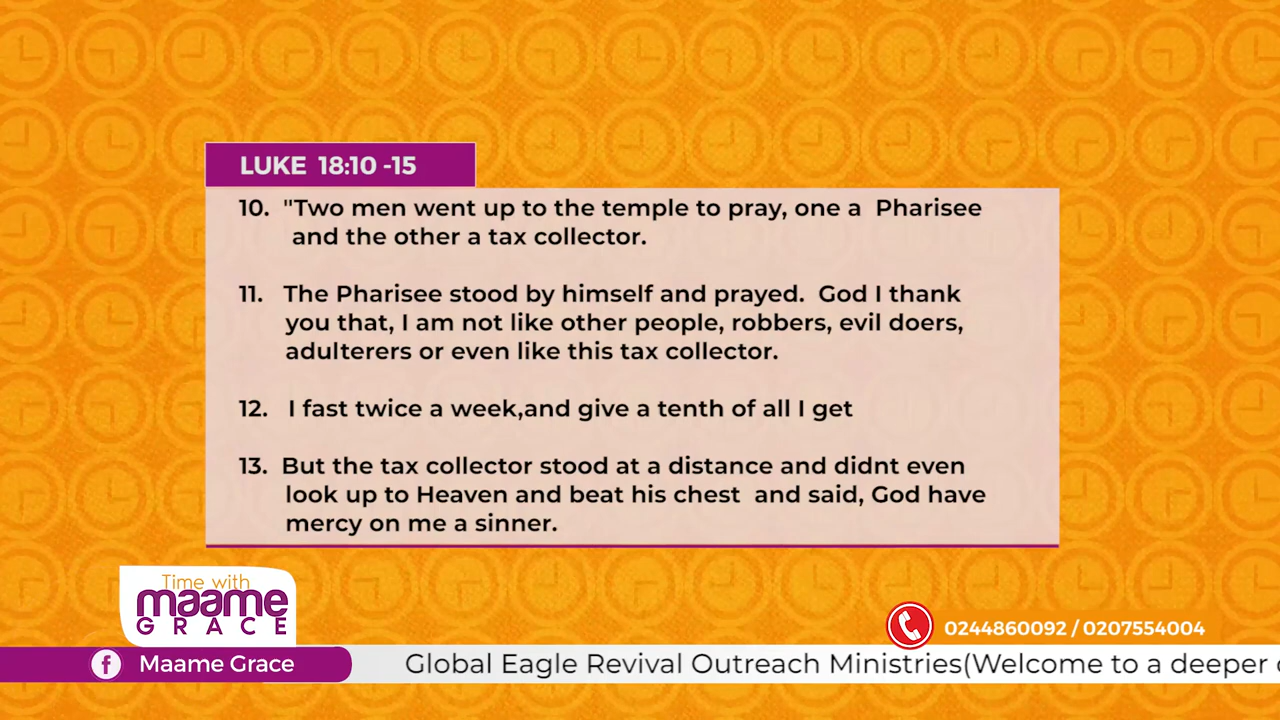 LUKE 18:10 -15
10. "Two men went up to the temple to pray, one a Pharisee
and the other a tax collector.
11. The Pharisee stood by himself and prayed. God I thank
you that, I am not like other people, robbers, evil doers,
adulterers or even like this tax collector.
12. I fast twice a week,and give a tenth of all I get
13. But the tax collector stood at a distance and didnt even
look up to Heaven and beat his chest and said, God have
mercy on me a sinner.
Time with
maame
GRACE
0244860092 / 0207554004
f Maame Grace
Global Eagle Revival Outreach Ministries(Welcome to a deeper